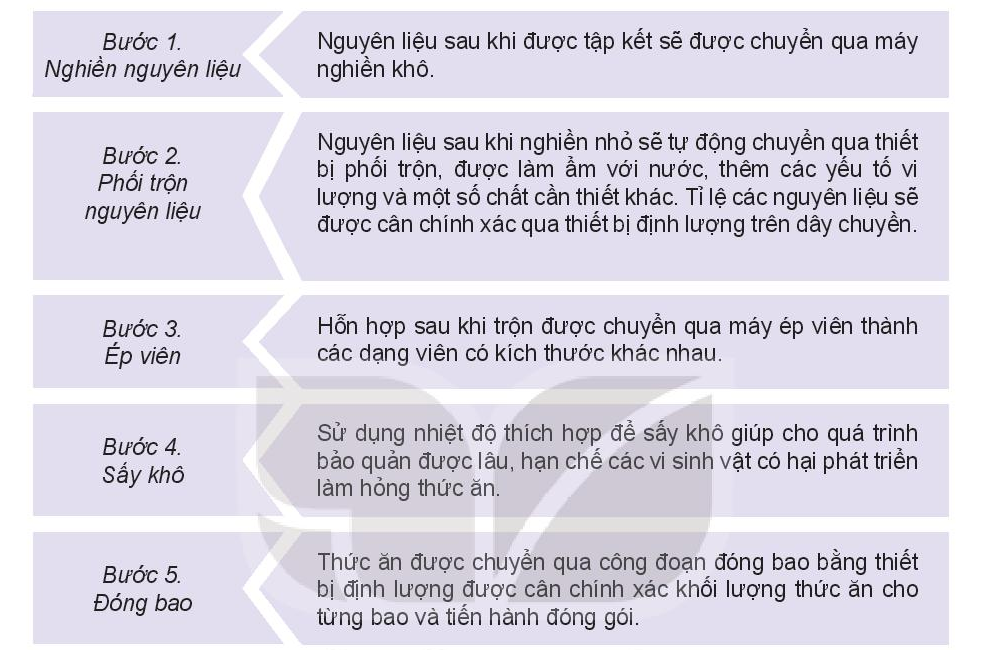 Bước 1.
Nghiền nguyên liệu
Nguyên liệu sau khi được tập kết sẽ được chuyển qua máy
nghiền khô.
Bước 2.
Phối trộn
nguyên liệu
Nguyên liệu sau khi nghiền nhỏ sẽ tự động chuyển qua thiết
bị phối trộn, được làm ẩm với nước, thêm các yếu tố vi
lượng và một số chất cần thiết khác. Tỉ lệ các nguyên liệu sẽ
được cân chính xác qua thiết bị định lượng trên dây chuyền.
Bước 3.
Ép viên
Hỗn hợp sau khi trộn được chuyển qua máy ép viên thành
các dạng viên có kích thước khác nhau.
Bước 4.
Sấy khô
Sử dụng nhiệt độ thích hợp để sấy khô giúp cho quá trình
bảo quản được lâu, hạn chế các vi sinh vật có hại phát triển
làm hỏng thức ăn.
Bước 5.
Đóng bao
Thức ăn được chuyển qua công đoạn đóng bao bằng thiết
bị định lượng được cân chính xác khối lượng thức ăn cho
từng bao và tiến hành đóng gói.